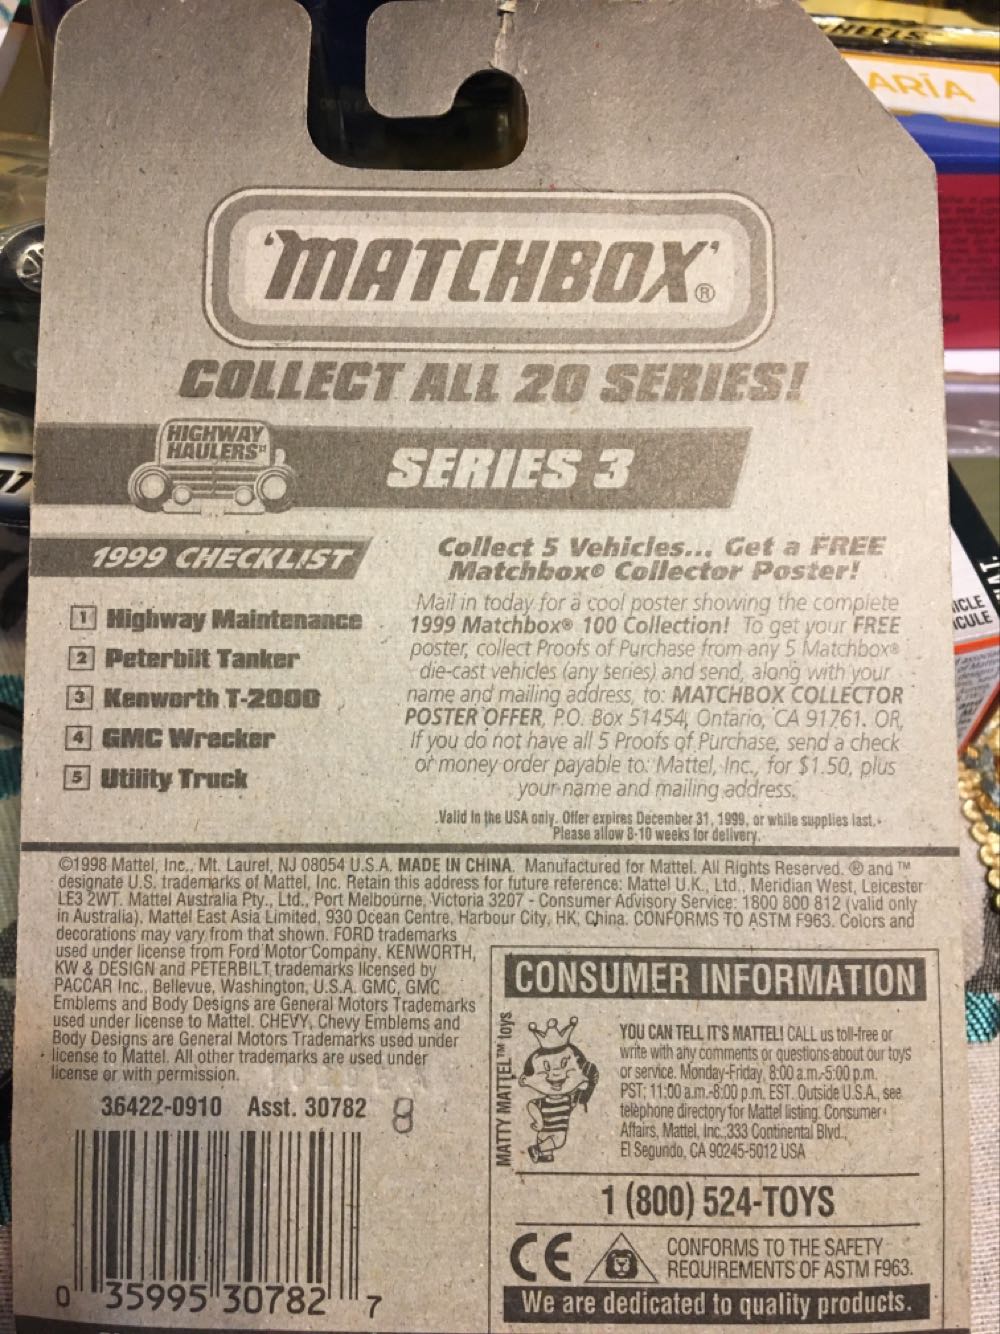 HEELS
ARÏA
'MATCHBOX'®
COLLECT ALL 20 SERIES!
HIGHWAY
HAULERS™
SERIES 3
1999 CHECKLIST
1 Highway Maintenance
2 Peterbilt Tanker
3 Kenworth T-2000
4 GMC Wrecker
5 Utility Truck
Collect 5 Vehicles... Get a FREE
Matchbox® Collector Poster!
Mail in today for a cool poster showing the complete
1999 Matchbox® 100 Collection! To get your FREE
poster, collect Proofs of Purchase from any 5 Matchbox®
die-cast vehicles (any series) and send, along with your
name and mailing address, to: MATCHBOX COLLECTOR
POSTER OFFER, P.O. Box 51454, Ontario, CA 91761. OR,
If you do not have all 5 Proofs of Purchase, send a check
or money order payable to: Mattel, Inc., for $1.50, plus
your name and mailing address.
Valid in the USA only. Offer expires December 31, 1999, or while supplies last.
Please allow 8-10 weeks for delivery.
©1998 Mattel, Inc., Mt. Laurel, NJ 08054 U.S.A. MADE IN CHINA. Manufactured for Mattel. All Rights Reserved. ® and ™
designate U.S. trademarks of Mattel, Inc. Retain this address for future reference: Mattel U.K., Ltd., Meridian West, Leicester
LE3 2WT. Mattel Australia Pty., Ltd., Port Melbourne, Victoria 3207 - Consumer Advisory Service: 1800 800 812 (valid only
in Australia). Mattel East Asia Limited, 930 Ocean Centre, Harbour City, HK, China. CONFORMS TO ASTM F963. Colors and
decorations may vary from that shown. FORD trademarks
used under license from Ford Motor Company. KENWORTH,
KW & DESIGN and PETERBILT trademarks licensed by
PACCAR Inc., Bellevue, Washington, U.S.A. GMC, GMC
Emblems and Body Designs are General Motors Trademarks
used under license to Mattel. CHEVY, Chevy Emblems and
Body Designs are General Motors Trademarks used under
license to Mattel. All other trademarks are used under
license or with permission.
36422-0910 Asst. 30782 8
0 35995 30782 7
CONSUMER INFORMATION
MATTY MATTEL™ toys
YOU CAN TELL IT'S MATTEL! CALL us toll-free or
write with any comments or questions about our toys
or service. Monday-Friday, 8:00 a.m.-5:00 p.m.
PST; 11:00 a.m.-8:00 p.m. EST. Outside U.S.A., see
telephone directory for Mattel listing. Consumer
Affairs, Mattel, Inc., 333 Continental Blvd.,
El Segundo, CA 90245-5012 USA
1 (800) 524-TOYS
CE
CONFORMS TO THE SAFETY
REQUIREMENTS OF ASTM F963.
We are dedicated to quality products.